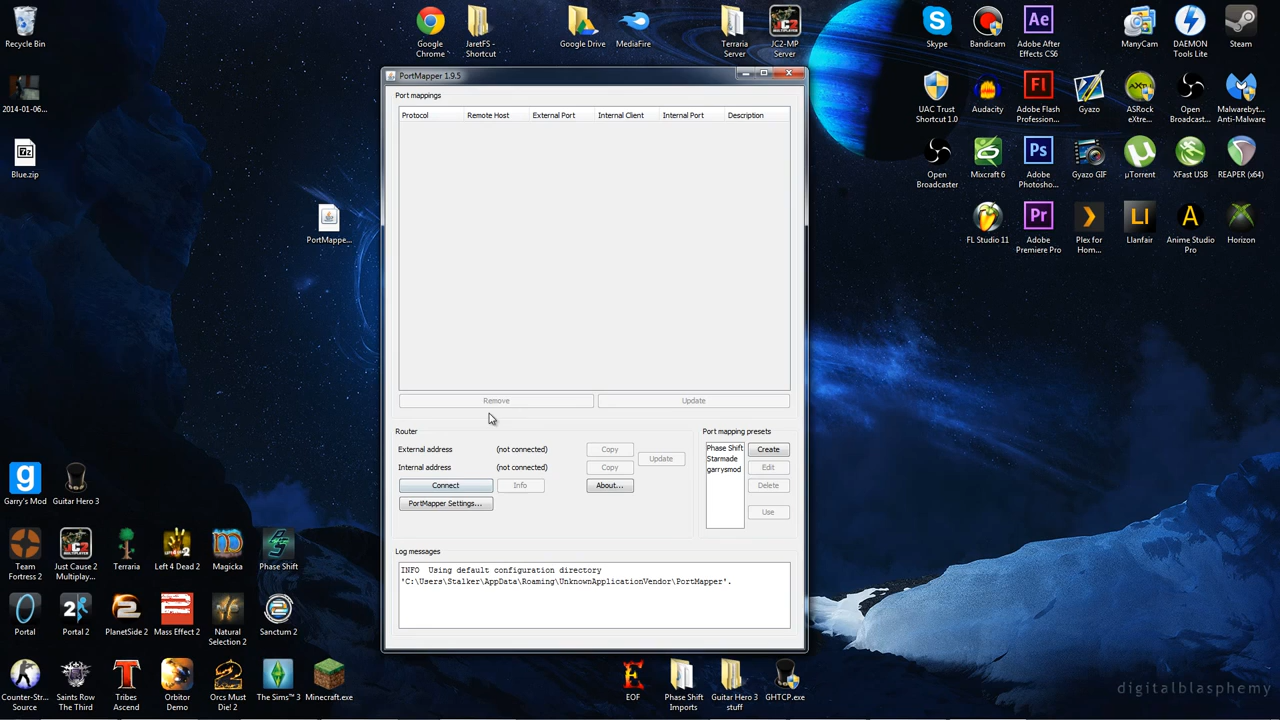 Recycle Bin
2014-01-06...
Blue.zip
PortMappe...
Google
Chrome
JaretFS -
Shortcut
Google Drive
MediaFire
Terraria
Server
JC2-MP
Server
Skype
Bandicam
Adobe After
Effects CS6
ManyCam
DAEMON
Tools Lite
Steam
UAC Trust
Shortcut 1.0
Audacity
Adobe Flash
Profession...
Gyazo
ASRock
eXtre...
Open
Broadcast...
Malwarebyt...
Anti-Malware
Open
Broadcaster
Mixcraft 6
Adobe
Photosho...
Gyazo GIF
µTorrent
XFast USB
REAPER (x64)
FL Studio 11
Adobe
Premiere Pro
Plex for
Hom...
Llanfair
Anime Studio
Pro
Horizon
PortMapper 1.9.5
Port mappings
Protocol Remote Host External Port Internal Client Internal Port Description
Remove Update
Router
External address (not connected) Copy
Internal address (not connected) Copy
Update
Connect Info About...
PortMapper Settings...
Port mapping presets
Phase Shift
Starmade
garrysmod
Create
Edit
Delete
Use
Log messages
INFO Using default configuration directory
'C:\Users\Stalker\AppData\Roaming\UnknownApplicationVendor\PortMapper'.
Garry's Mod
Guitar Hero 3
Team
Fortress 2
Just Cause 2
Multiplay...
Terraria
Left 4 Dead 2
Magicka
Phase Shift
Portal
Portal 2
PlanetSide 2
Mass Effect 2
Natural
Selection 2
Sanctum 2
Counter-Str...
Source
Saints Row
The Third
Tribes
Ascend
Orbitor
Demo
Orcs Must
Die! 2
The Sims™ 3
Minecraft.exe
EOF
Phase Shift
Imports
Guitar Hero 3
stuff
GHTCP.exe
digitalblasphemy